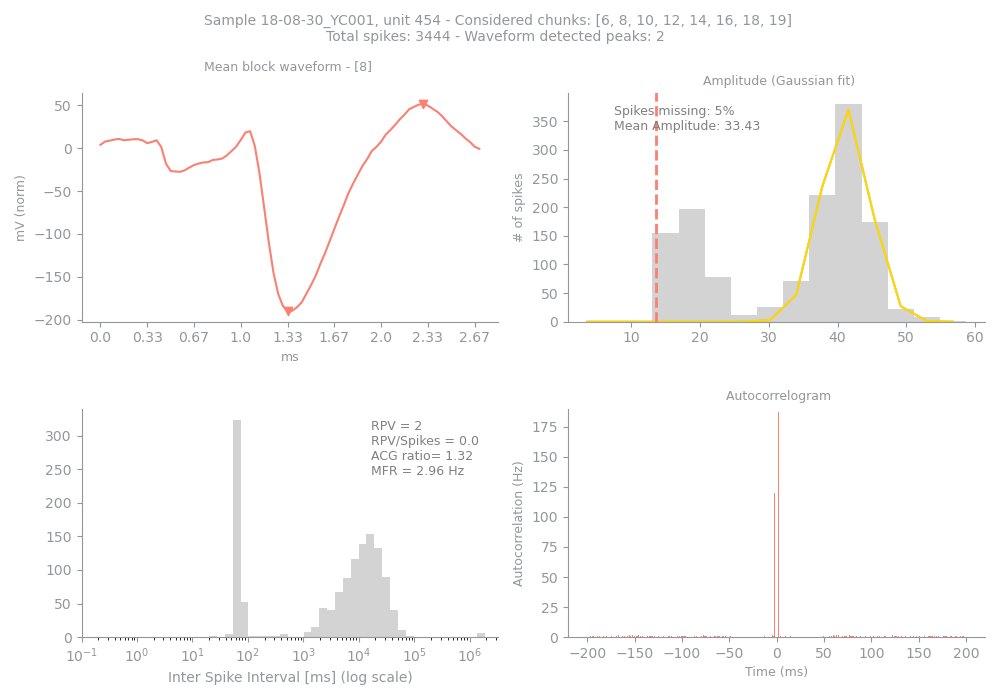 Sample 18-08-30_YC001, unit 454 - Considered chunks: [6, 8, 10, 12, 14, 16, 18, 19]
Total spikes: 3444 - Waveform detected peaks: 2
Mean block waveform - [8]
50
0
−50
−100
−150
−200
mV (norm)
0.0 0.33 0.67 1.0 1.33 1.67 2.0 2.33 2.67
ms
Amplitude (Gaussian fit)
Spikes missing: 5%
Mean Amplitude: 33.43
350
300
250
200
150
100
50
0
# of spikes
10 20 30 40 50 60
RPV = 2
RPV/Spikes = 0.0
ACG ratio= 1.32
MFR = 2.96 Hz
300
250
200
150
100
50
0
10⁻¹ 10⁰ 10¹ 10² 10³ 10⁴ 10⁵ 10⁶
Inter Spike Interval [ms] (log scale)
Autocorrelogram
175
150
125
100
75
50
25
0
Autocorrelation (Hz)
−200 −150 −100 −50 0 50 100 150 200
Time (ms)